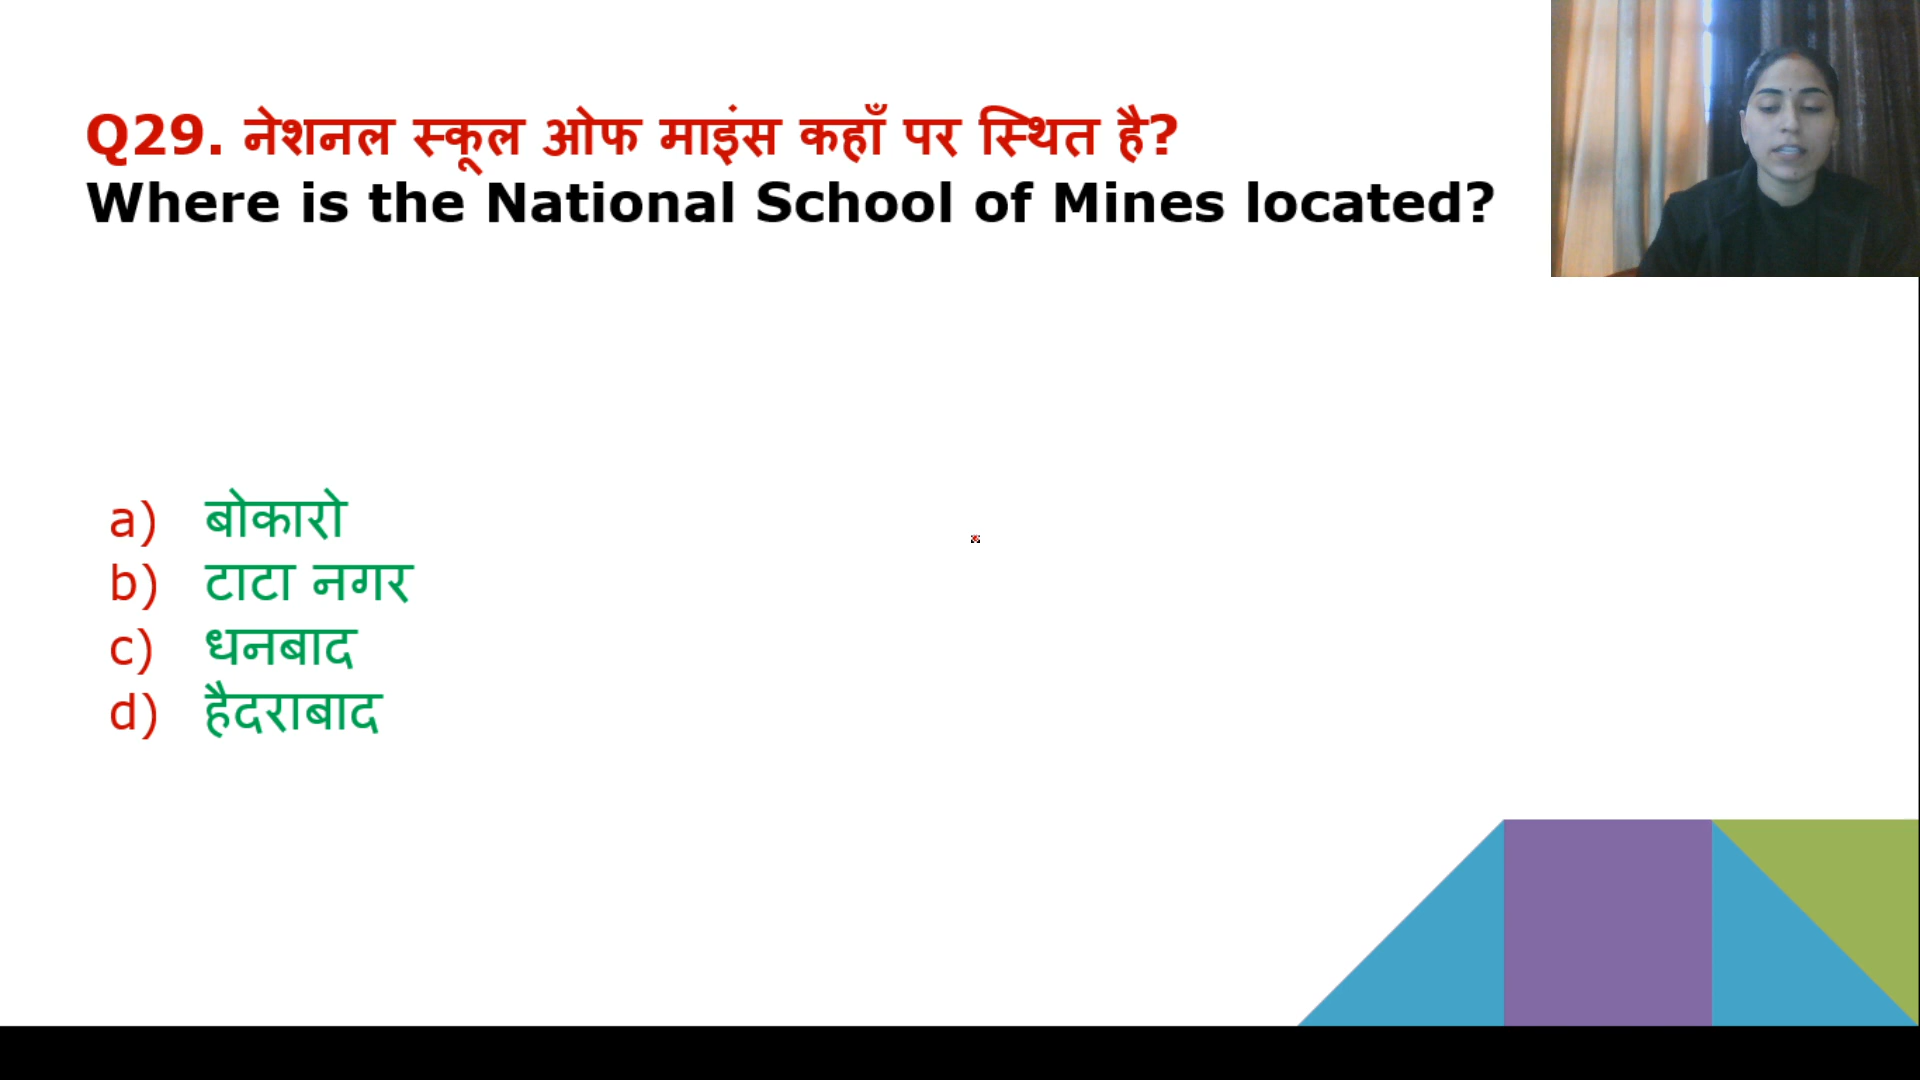 Q29. नेशनल स्कूल ओफ माइंस कहाँ पर स्थित है?
Where is the National School of Mines located?
a) बोकारो
b) टाटा नगर
c) धनबाद
d) हैदराबाद